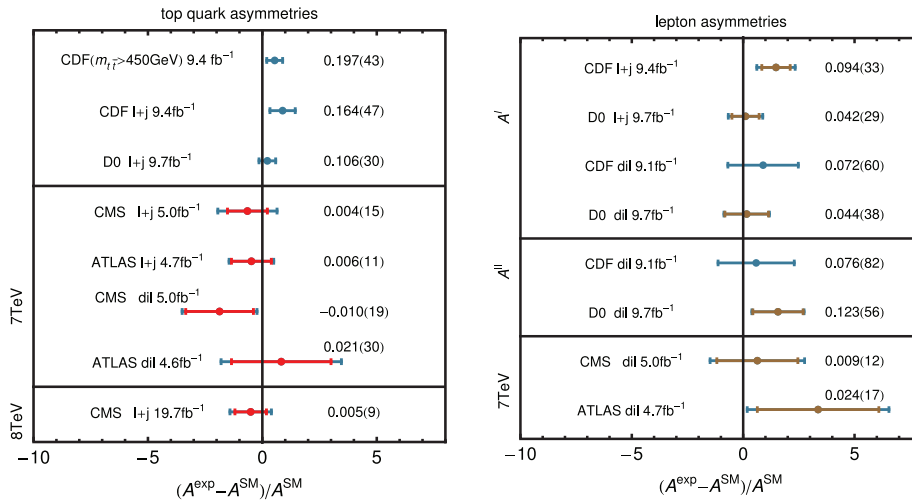 top quark asymmetries
CDF(m_tt̄>450GeV) 9.4 fb⁻¹ 0.197(43)
CDF l+j 9.4fb⁻¹ 0.164(47)
D0 l+j 9.7fb⁻¹ 0.106(30)
7TeV
CMS l+j 5.0fb⁻¹ 0.004(15)
ATLAS l+j 4.7fb⁻¹ 0.006(11)
CMS dil 5.0fb⁻¹ −0.010(19)
ATLAS dil 4.6fb⁻¹ 0.021(30)
8TeV
CMS l+j 19.7fb⁻¹ 0.005(9)
−10 −5 0 5
(A^exp−A^SM)/A^SM
lepton asymmetries
A^l
CDF l+j 9.4fb⁻¹ 0.094(33)
D0 l+j 9.7fb⁻¹ 0.042(29)
CDF dil 9.1fb⁻¹ 0.072(60)
D0 dil 9.7fb⁻¹ 0.044(38)
A^ll
CDF dil 9.1fb⁻¹ 0.076(82)
D0 dil 9.7fb⁻¹ 0.123(56)
7TeV
CMS dil 5.0fb⁻¹ 0.009(12)
ATLAS dil 4.7fb⁻¹ 0.024(17)
−10 −5 0 5
(A^exp−A^SM)/A^SM